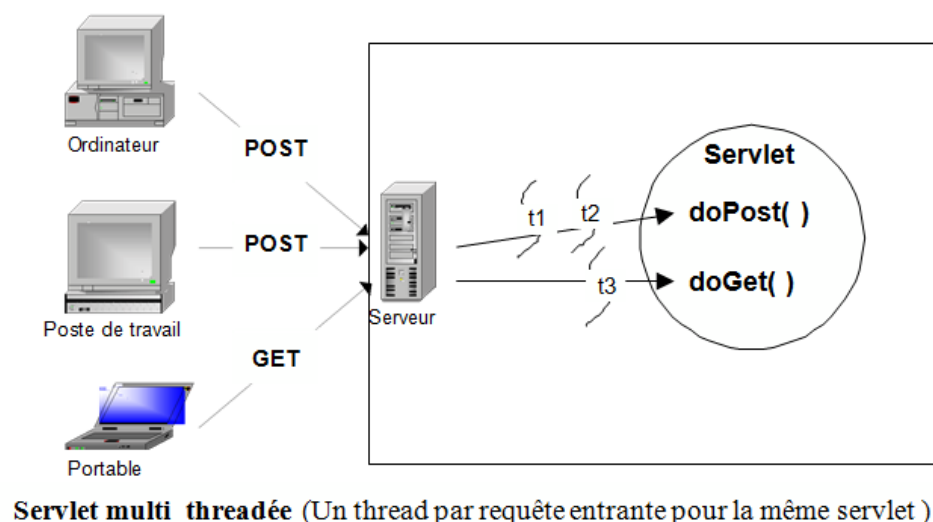 Ordinateur
POST
Servlet
t1
t2
doPost( )
POST
Poste de travail
t3
doGet( )
Serveur
GET
Portable
Servlet multi threadée (Un thread par requête entrante pour la même servlet )